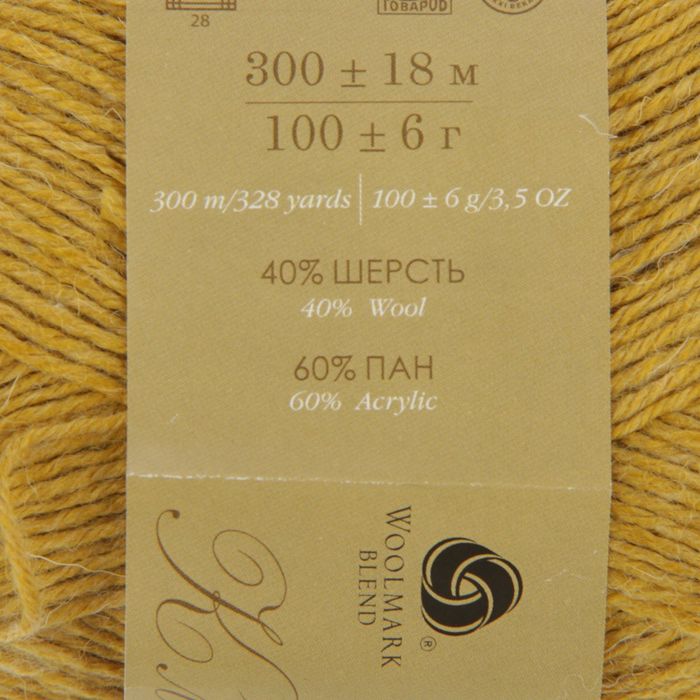 28
ТОВАРОВ
300 ± 18 м
100 ± 6 г
300 m/328 yards | 100 ± 6 g/3,5 OZ
40% ШЕРСТЬ
40% Wool
60% ПАН
60% Acrylic
WOOLMARK
BLEND
®